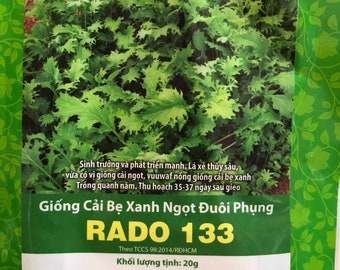 Sinh trưởng và phát triển mạnh. Lá xẻ thùy sâu,
vừa có vị giống cải ngọt, vuuwaf nóng giống cải bẹ xanh
Trồng quanh năm. Thu hoạch 35-37 ngày sau gieo
Giống Cải Bẹ Xanh Ngọt Đuôi Phụng
RADO 133
Theo TCCS 98:2014/RDHCM
Khối lượng tịnh: 20g